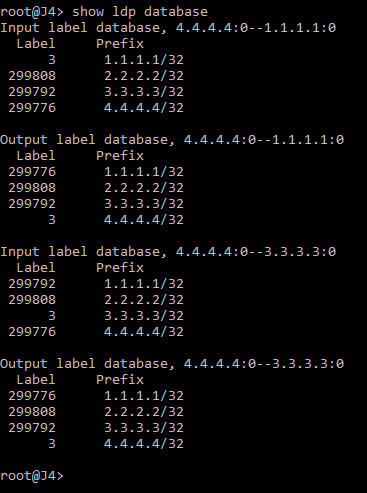 root@J4> show ldp database
Input label database, 4.4.4.4:0--1.1.1.1:0
Label Prefix
3 1.1.1.1/32
299808 2.2.2.2/32
299792 3.3.3.3/32
299776 4.4.4.4/32
Output label database, 4.4.4.4:0--1.1.1.1:0
Label Prefix
299776 1.1.1.1/32
299808 2.2.2.2/32
299792 3.3.3.3/32
3 4.4.4.4/32
Input label database, 4.4.4.4:0--3.3.3.3:0
Label Prefix
299792 1.1.1.1/32
299808 2.2.2.2/32
3 3.3.3.3/32
299776 4.4.4.4/32
Output label database, 4.4.4.4:0--3.3.3.3:0
Label Prefix
299776 1.1.1.1/32
299808 2.2.2.2/32
299792 3.3.3.3/32
3 4.4.4.4/32
root@J4>